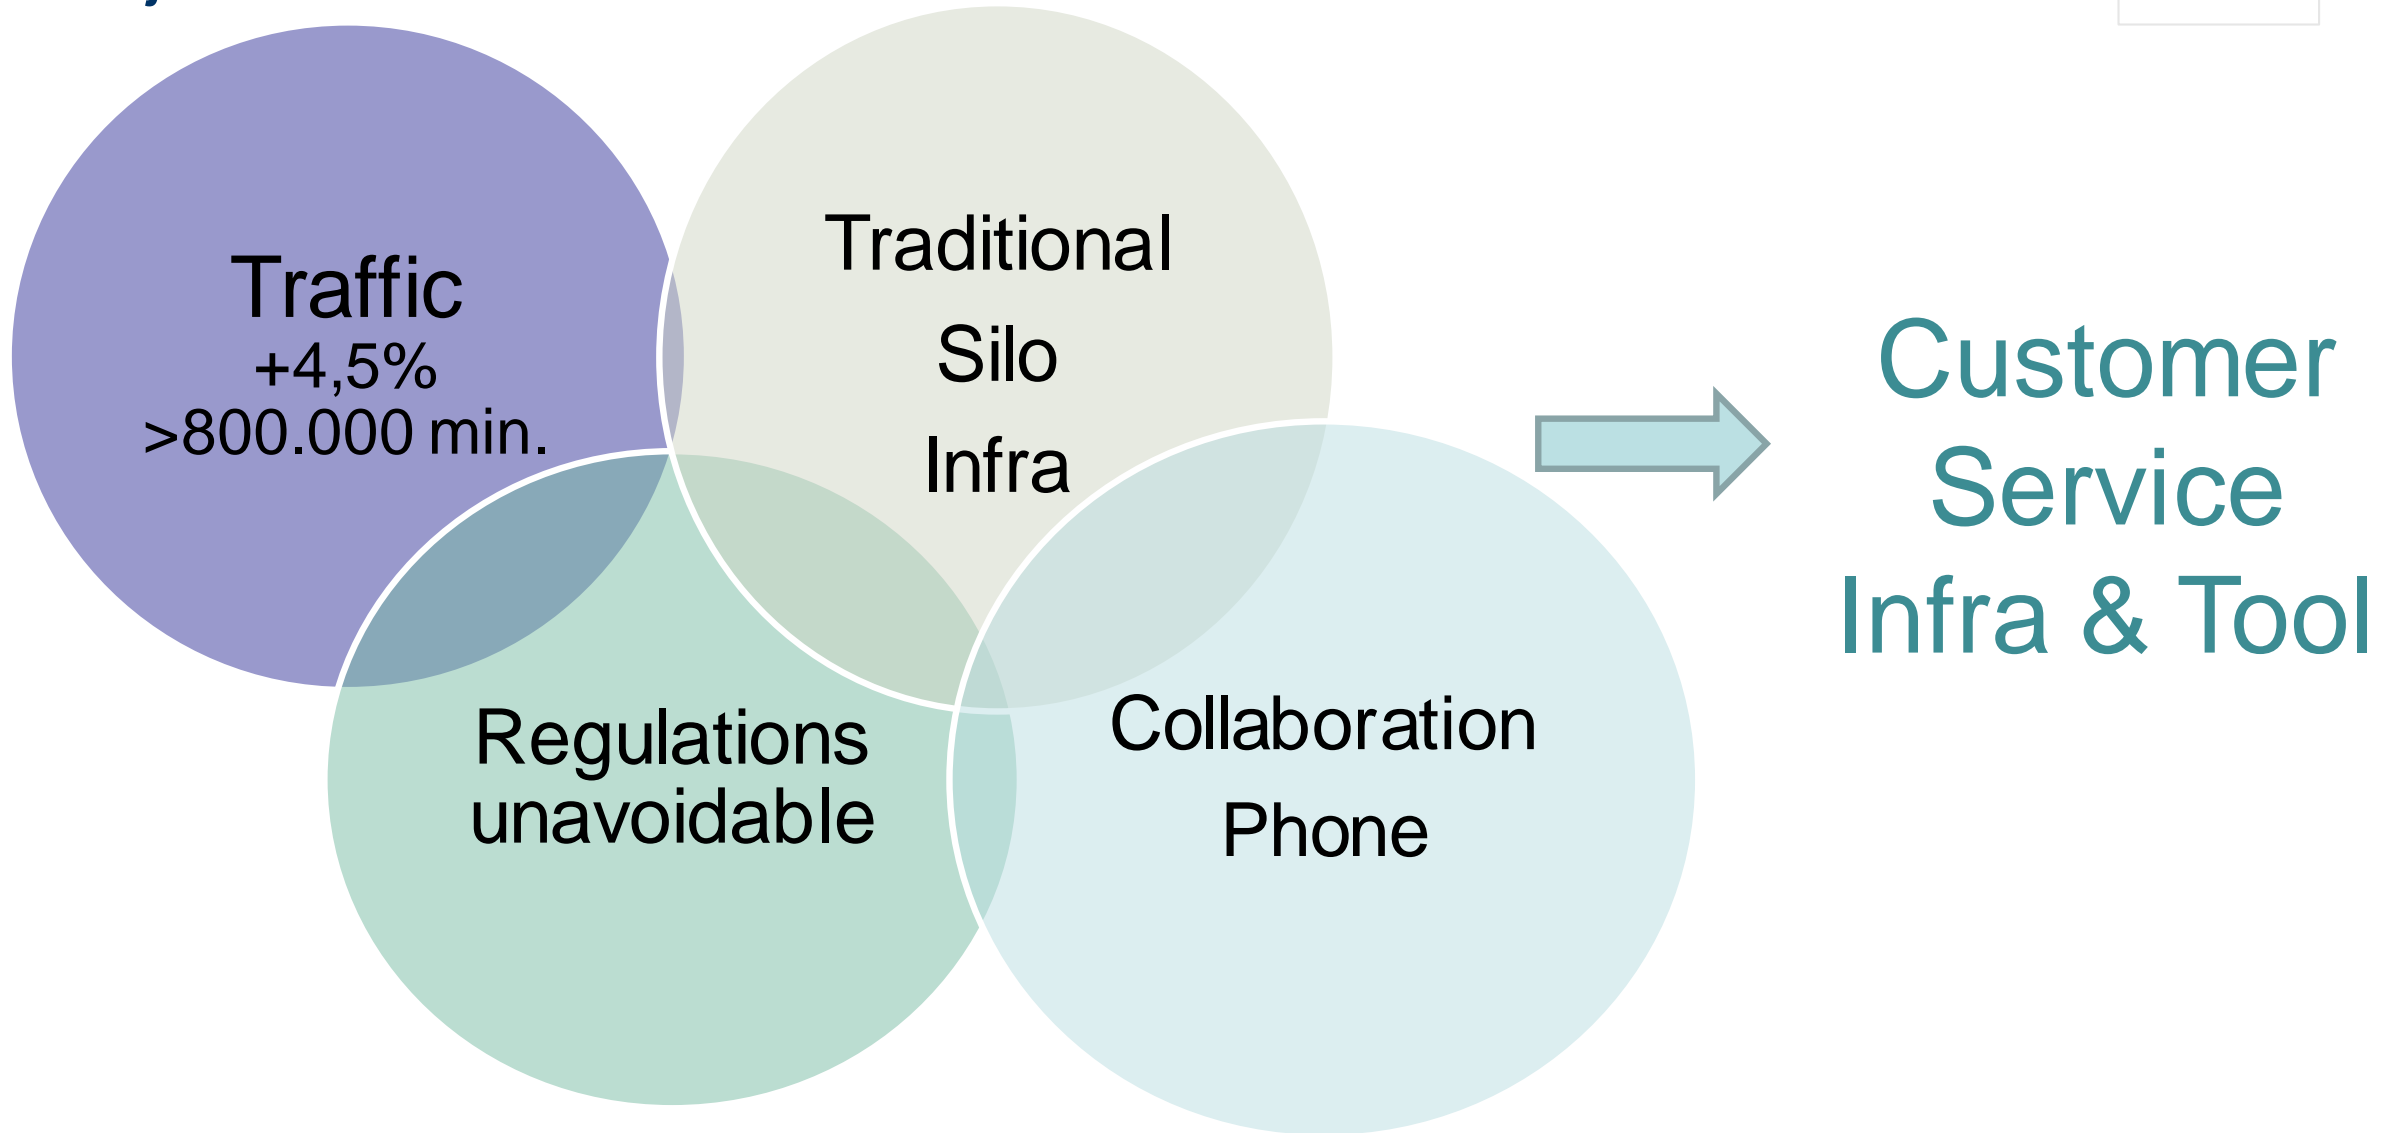 Traffic
+4,5%
>800.000 min.
Traditional
Silo
Infra
Regulations
unavoidable
Collaboration
Phone
Customer
Service
Infra & Tool